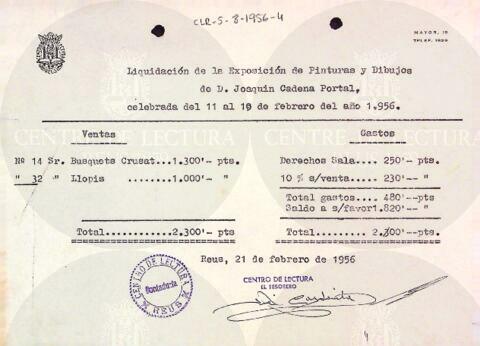 CLR-S-8-1956-4
MAYOR, 15
TELEF. 1929
Liquidación de la Exposición de Pinturas y Dibujos
de D. Joaquin Cadena Portal,
celebrada del 11 al 19 de febrero del año 1.956.
Ventas
Nº 14 Sr. Busquets Crusat...1.300'— pts.
" 32 " Llopis ........1.000'— "
Total............2.300'—pts
Gastos
Derechos Sala.... 250'—pts.
10 % s/venta.... 230'— "
Total gastos.... 480'—pts
Saldo a s/favor 1.820'— "
Total........ 2.300'—pts
Reus, 21 de febrero de 1956
CENTRO DE LECTURA
Contaduría
REUS
CENTRO DE LECTURA
EL TESORERO
CENTRE DE LECTURA
CENTRE DE LECTURA